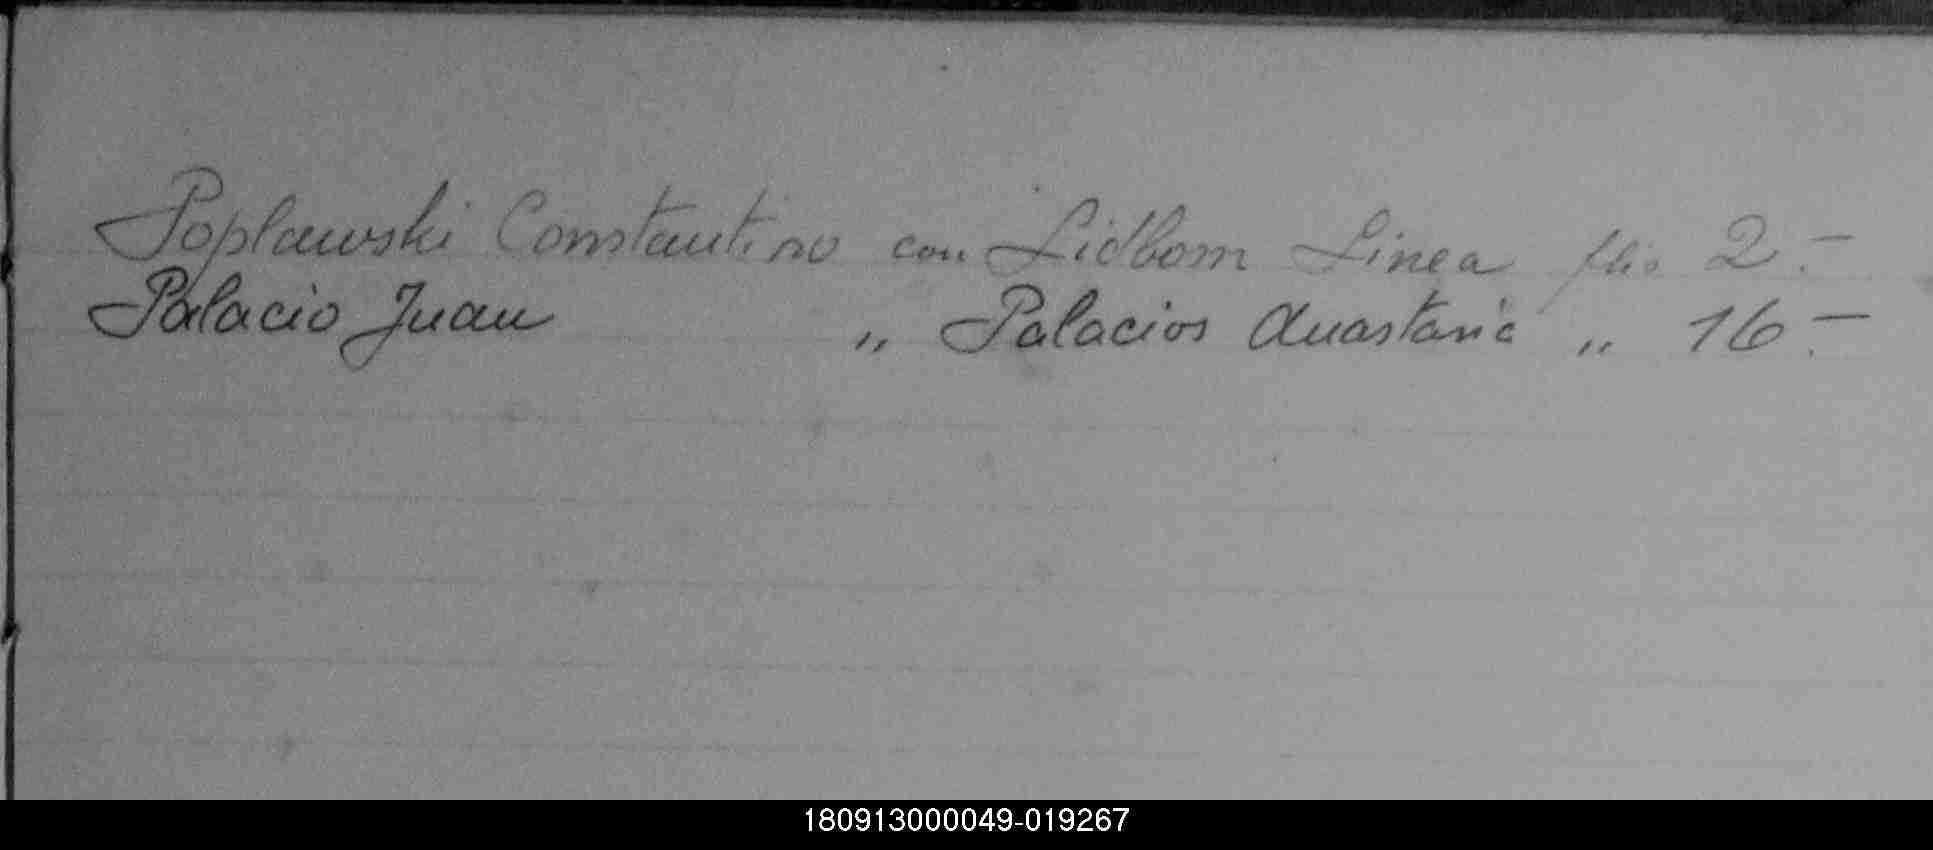 Poplawski Constantino con Lidbom Linea flio 2.-
Palacio Juan " Palacios Anastasia " 16.-
180913000049-019267